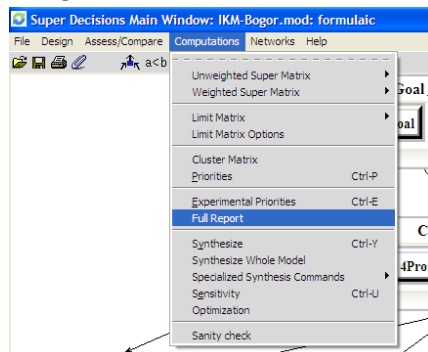 Super Decisions Main Window: IKM-Bogor.mod: formulaic
File Design Assess/Compare Computations Networks Help
a<b
Unweighted Super Matrix
Weighted Super Matrix
Goal
oal
Limit Matrix
Limit Matrix Options
Cluster Matrix
Priorities Ctrl-P
Experimental Priorities Ctrl-E
Full Report
C
Synthesize Ctrl-Y
Synthesize Whole Model
4Pro
Specialized Synthesis Commands
Sensitivity Ctrl-U
Optimization
Sanity check